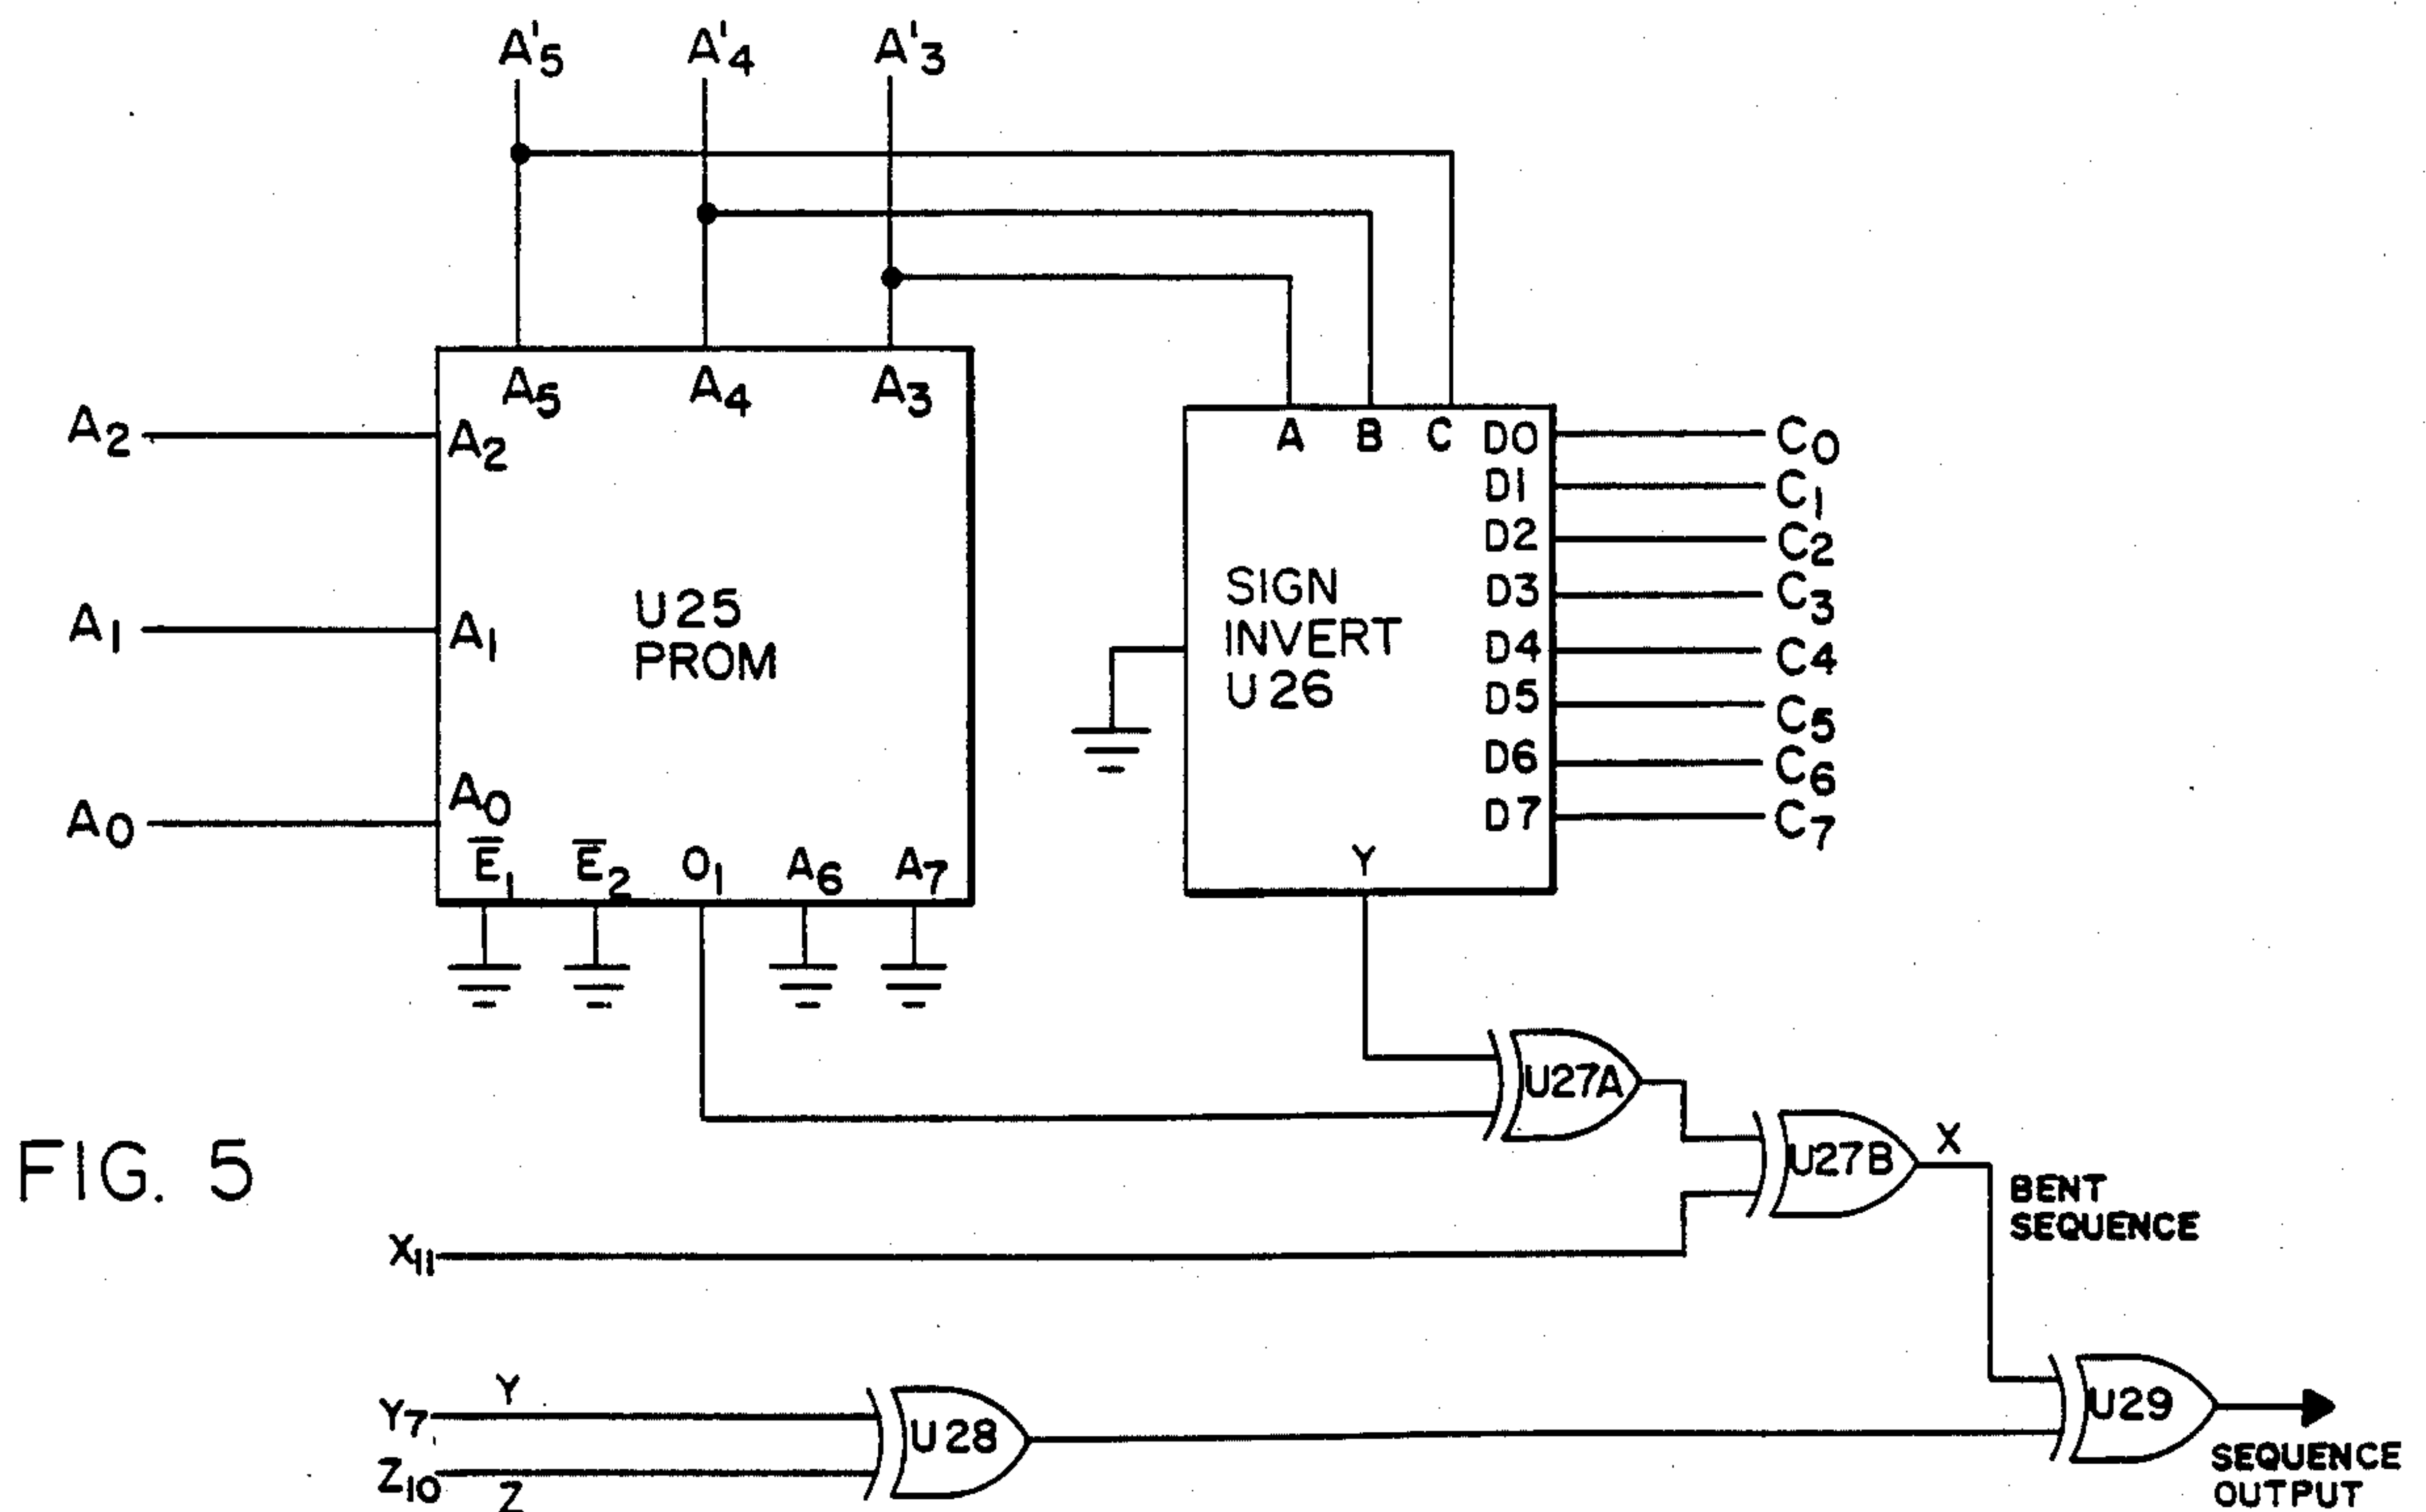 A'5 A'4 A'3
A5 A4 A3
A2 A2
A B C D0 C0
D1 C1
D2 C2
D3 C3
D4 C4
D5 C5
D6 C6
D7 C7
SIGN
INVERT
U26
Y
A1 A1
U25
PROM
A0 A0
E̅1 E̅2 O1 A6 A7
U27A
U27B X
BENT
SEQUENCE
FIG. 5
X11
Y7 Y
Z10 Z
U28
U29
SEQUENCE
OUTPUT